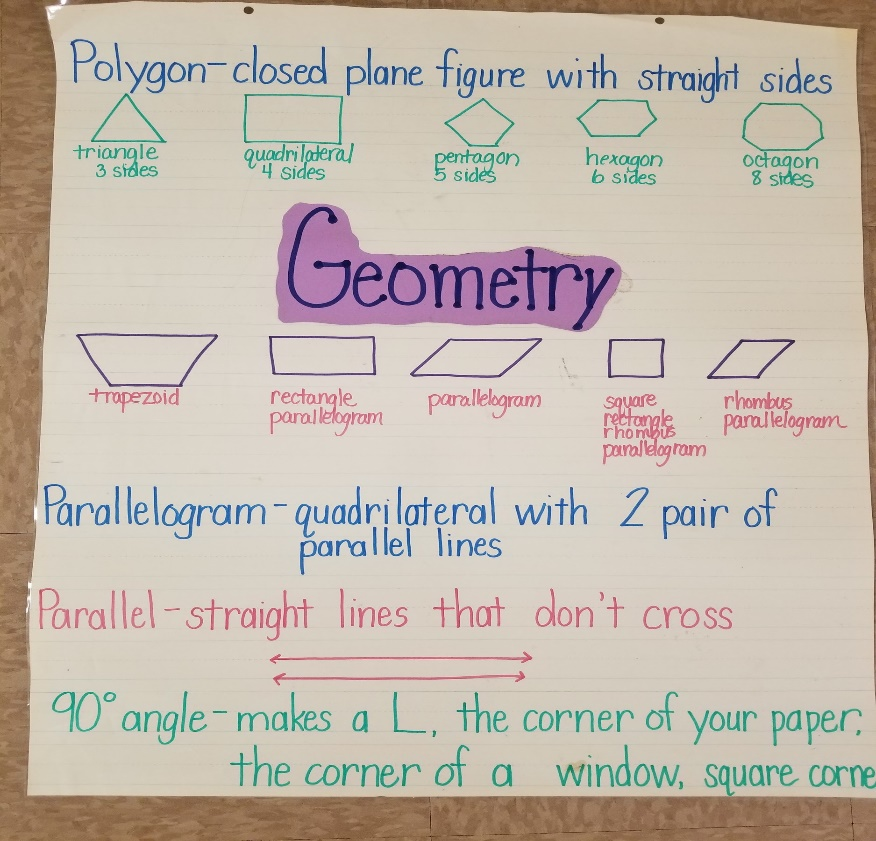 Polygon-closed plane figure with straight sides
triangle
3 sides
quadrilateral
4 sides
pentagon
5 sides
hexagon
6 sides
octagon
8 sides
Geometry
trapezoid
rectangle
parallelogram
parallelogram
square
rectangle
rhombus
parallelogram
rhombus
parallelogram
Parallelogram-quadrilateral with 2 pair of
parallel lines
Parallel-straight lines that don't cross
90° angle-makes a L, the corner of your paper,
the corner of a window, square corne